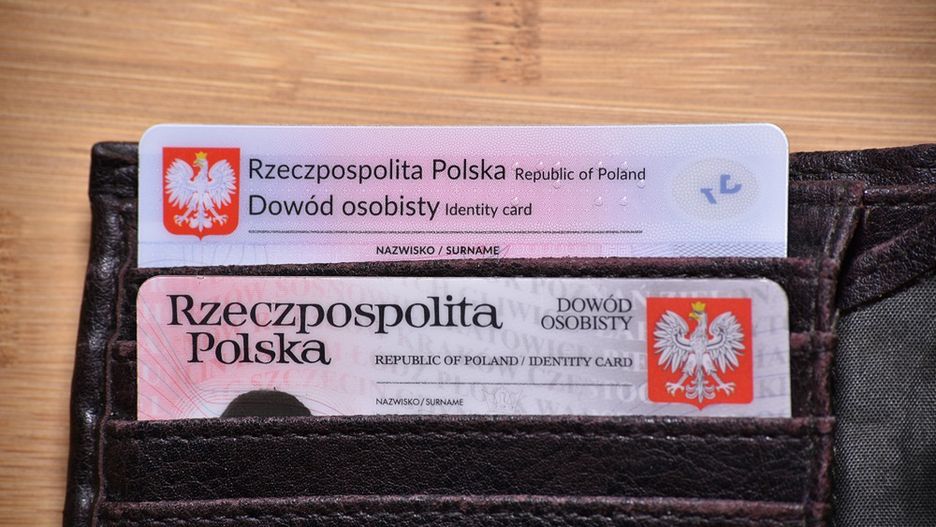 Rzeczpospolita Polska Republic of Poland
Dowód osobisty Identity card
NAZWISKO / SURNAME
Rzeczpospolita
Polska
DOWÓD
OSOBISTY
REPUBLIC OF POLAND / IDENTITY CARD
NAZWISKO/SURNAME